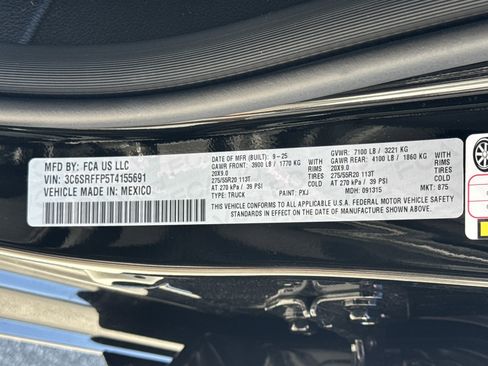 MFD BY: FCA US LLC
VIN: 3C6SRFFP5T4155691
VEHICLE MADE IN: MEXICO
DATE OF MFR (BUILT): 9-25
GAWR FRONT: 3900 LB / 1770 KG
20X9.0
275/55R20 113T
AT 270 kPa / 39 PSI
TYPE: TRUCK
WITH
TIRES
RIMS
PAINT: PXJ
GVWR: 7100 LB / 3221 KG
GAWR REAR: 4100 LB / 1860 KG
20X9.0
275/55R20 113T
AT 270 kPa / 39 PSI
MDH: 091315
WITH
RIMS
TIRES
MKT: 875
THIS VEHICLE CONFORMS TO ALL APPLICABLE U.S.A. FEDERAL MOTOR VEHICLE SAFETY
STANDARDS IN EFFECT ON THE DATE OF MANUFACTURE SHOWN ABOVE.